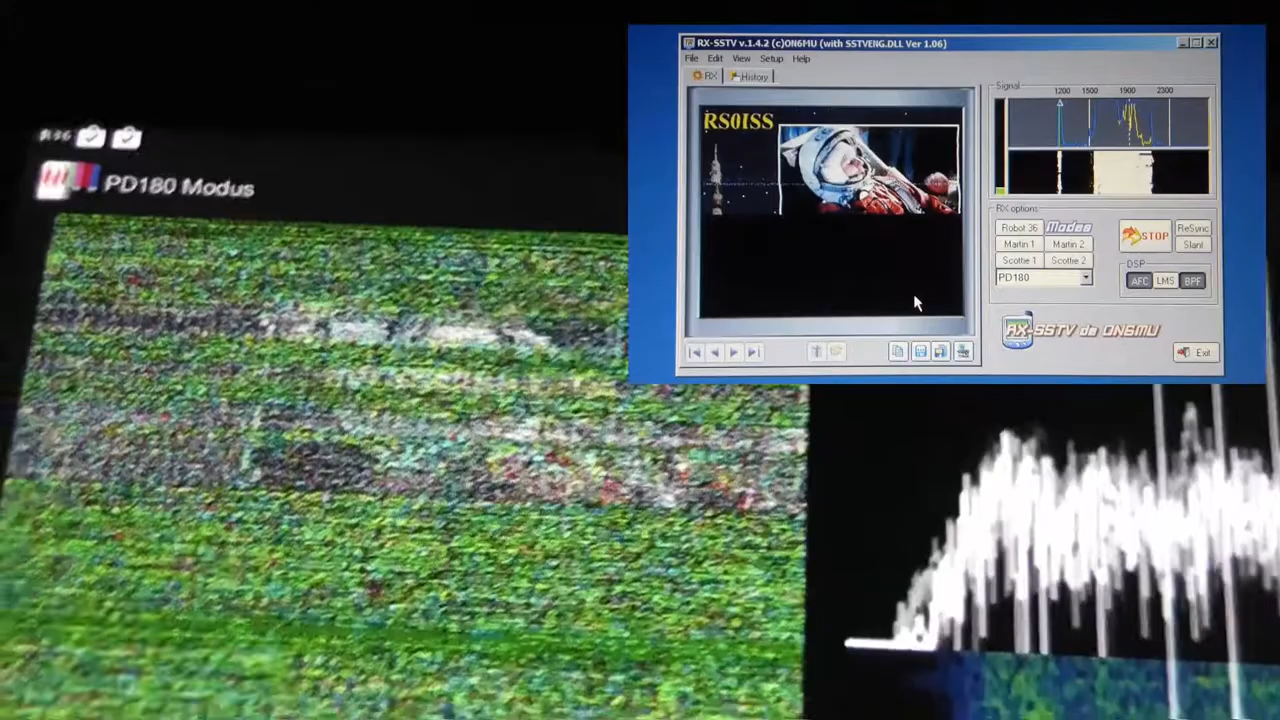 PD180 Modus
RX-SSTV v.1.4.2 (c)ON6MU (with SSTVENG.DLL Ver 1.06)
File Edit View Setup Help
RX History
RS0ISS
Signal
1200 1500 1900 2300
RX options
Robot 36 Modes
Martin 1 Martin 2
Scottie 1 Scottie 2
PD180
STOP
ReSync
Slant
DSP
AFC LMS BPF
RX-SSTV de ON6MU
Exit